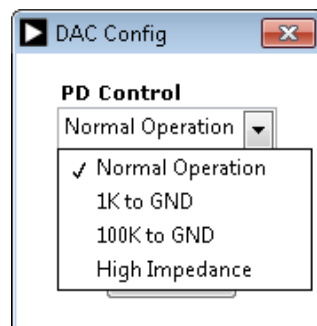 DAC Config
PD Control
Normal Operation
✓ Normal Operation
1K to GND
100K to GND
High Impedance